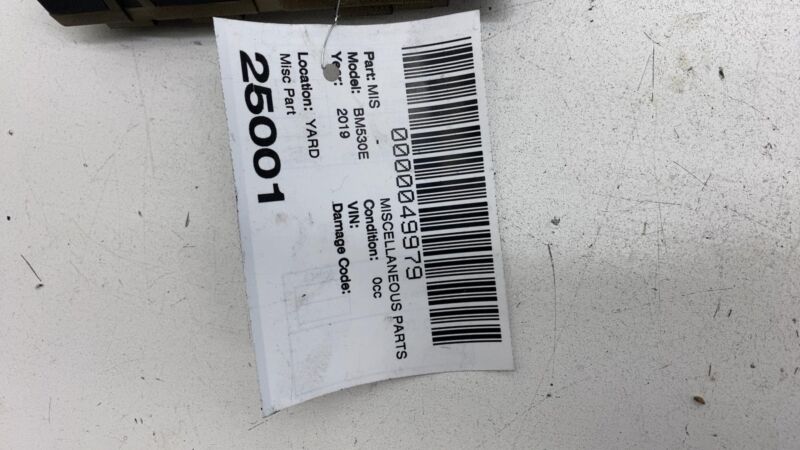 0000049979
Part: MIS
MISCELLANEOUS PARTS
Model: BM530E
Condition: 0cc
Year: 2019
VIN:
Damage Code:
Location: YARD
Misc Part
25001